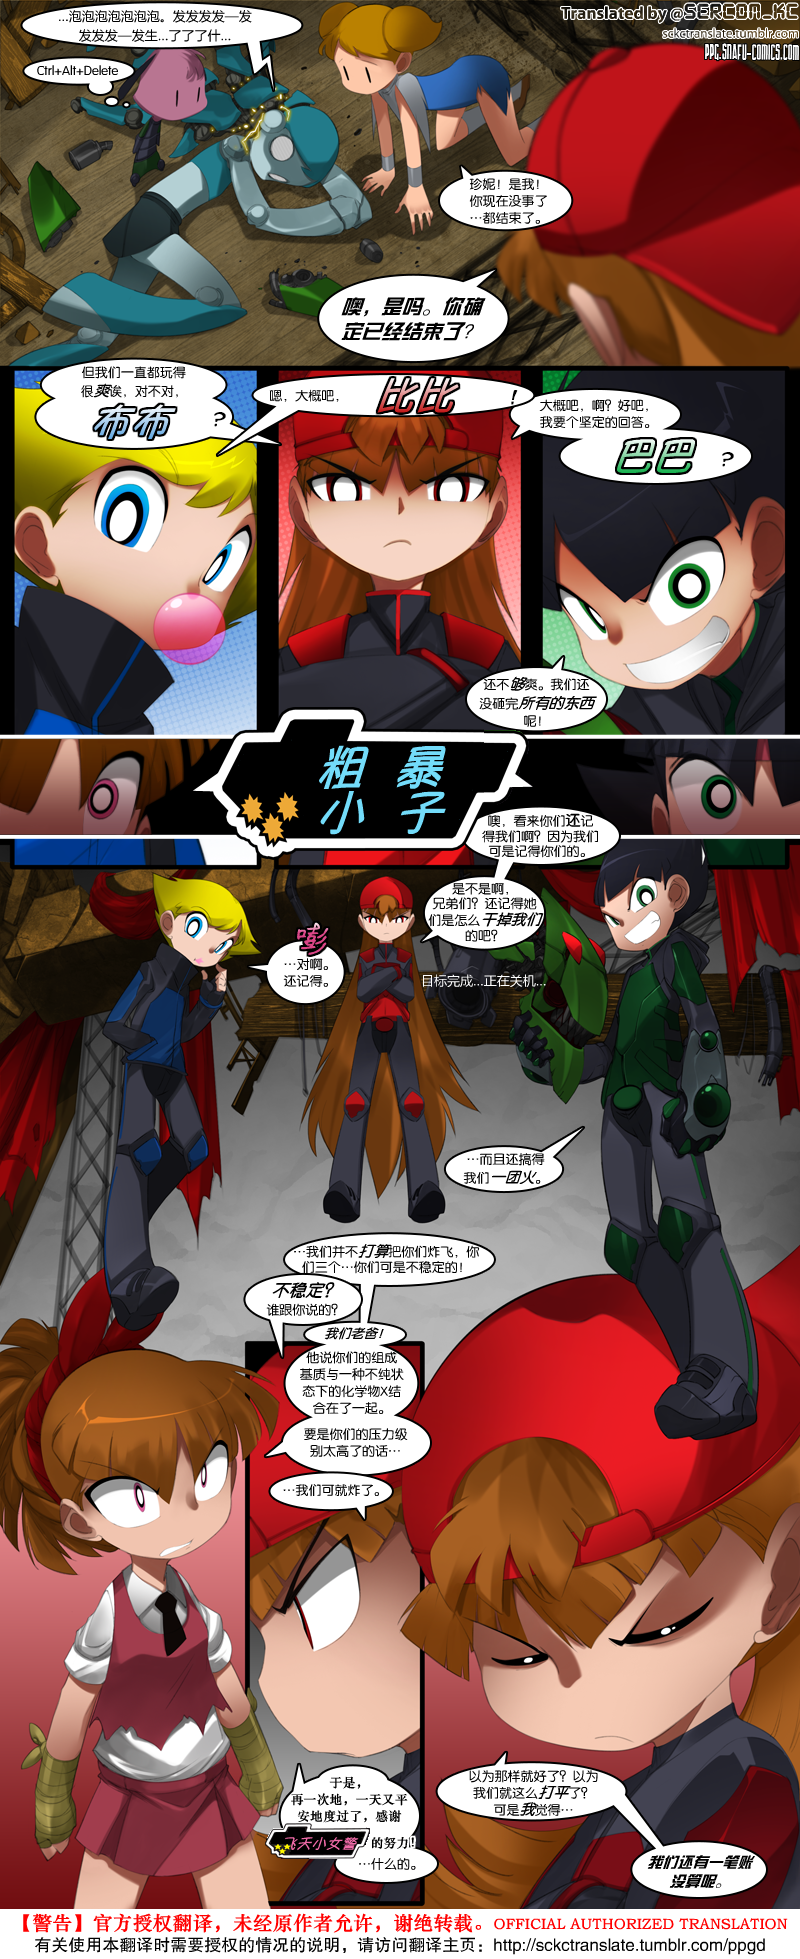 …泡泡泡泡泡泡泡。发发发发—发
发发发—发生…了了了什…
Translated by @SERCOM_KC
sckctranslate.tumblr.com
PPG.SNAFU-COMICS.COM
Ctrl+Alt+Delete
珍妮！是我！
你现在没事了
…都结束了。
噢，是吗。你确
定已经结束了?
但我们一直都玩得
很爽诶，对不对，
布布 ?
嗯，大概吧，
比比 !
大概吧，啊？好吧，
我要个坚定的回答。
巴巴 ?
还不够爽。我们还
没砸完所有的东西
呢！
粗暴
小子
噢，看来你们还记
得我们啊？因为我们
可是记得你们的。
是不是啊，
兄弟们？还记得她
们是怎么干掉我们
的吧？
嘭
…对啊。
还记得。
目标完成...正在关机...
…而且还搞得
我们一团火。
…我们并不打算把你们炸飞，你
们三个…你们可是不稳定的！
不稳定?
谁跟你说的？
我们老爸！
他说你们的组成
基质与一种不纯状
态下的化学物X结
合在了一起。
要是你们的压力级
别太高了的话…
…我们可就炸了。
于是，
再一次地，一天又平
安地度过了，感谢
飞天小女警 的努力！
…什么的。
以为那样就好了？以为
我们就这么打平了？
可是我觉得…
我们还有一笔账
没算呢。
【警告】官方授权翻译，未经原作者允许，谢绝转载。OFFICIAL AUTHORIZED TRANSLATION
有关使用本翻译时需要授权的情况的说明，请访问翻译主页：http://sckctranslate.tumblr.com/ppgd